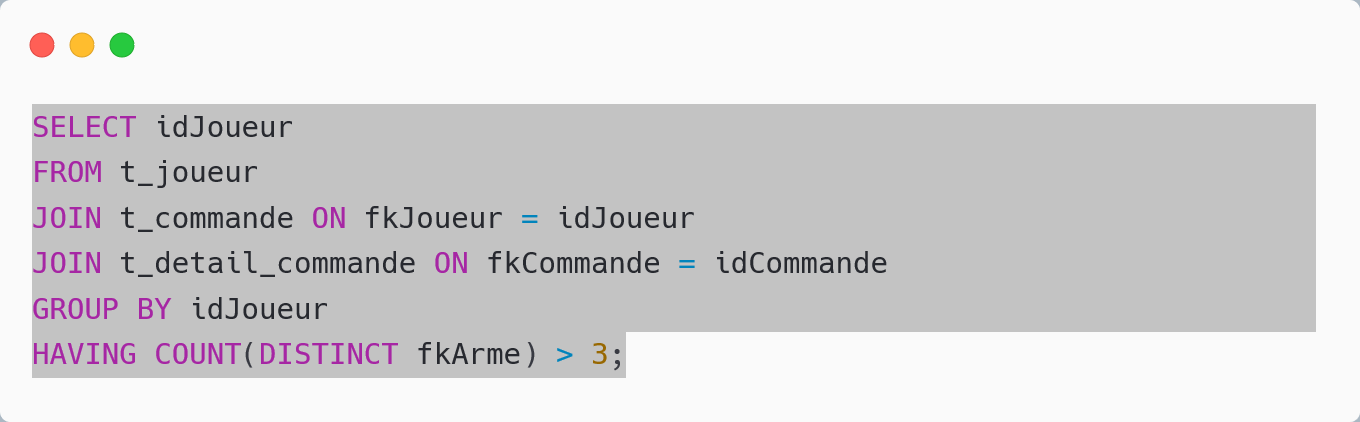 SELECT idJoueur
FROM t_joueur
JOIN t_commande ON fkJoueur = idJoueur
JOIN t_detail_commande ON fkCommande = idCommande
GROUP BY idJoueur
HAVING COUNT(DISTINCT fkArme) > 3;